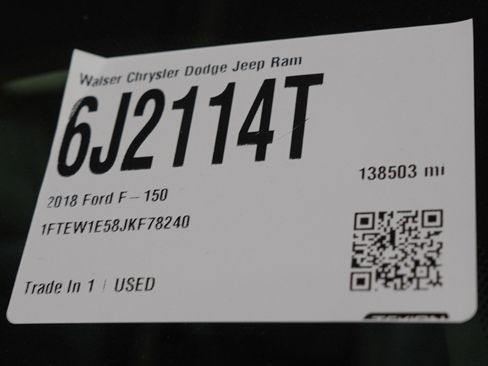 Walser Chrysler Dodge Jeep Ram
6J2114T
138503 mi
2018 Ford F-150
1FTEW1E58JKF78240
Trade In 1 | USED